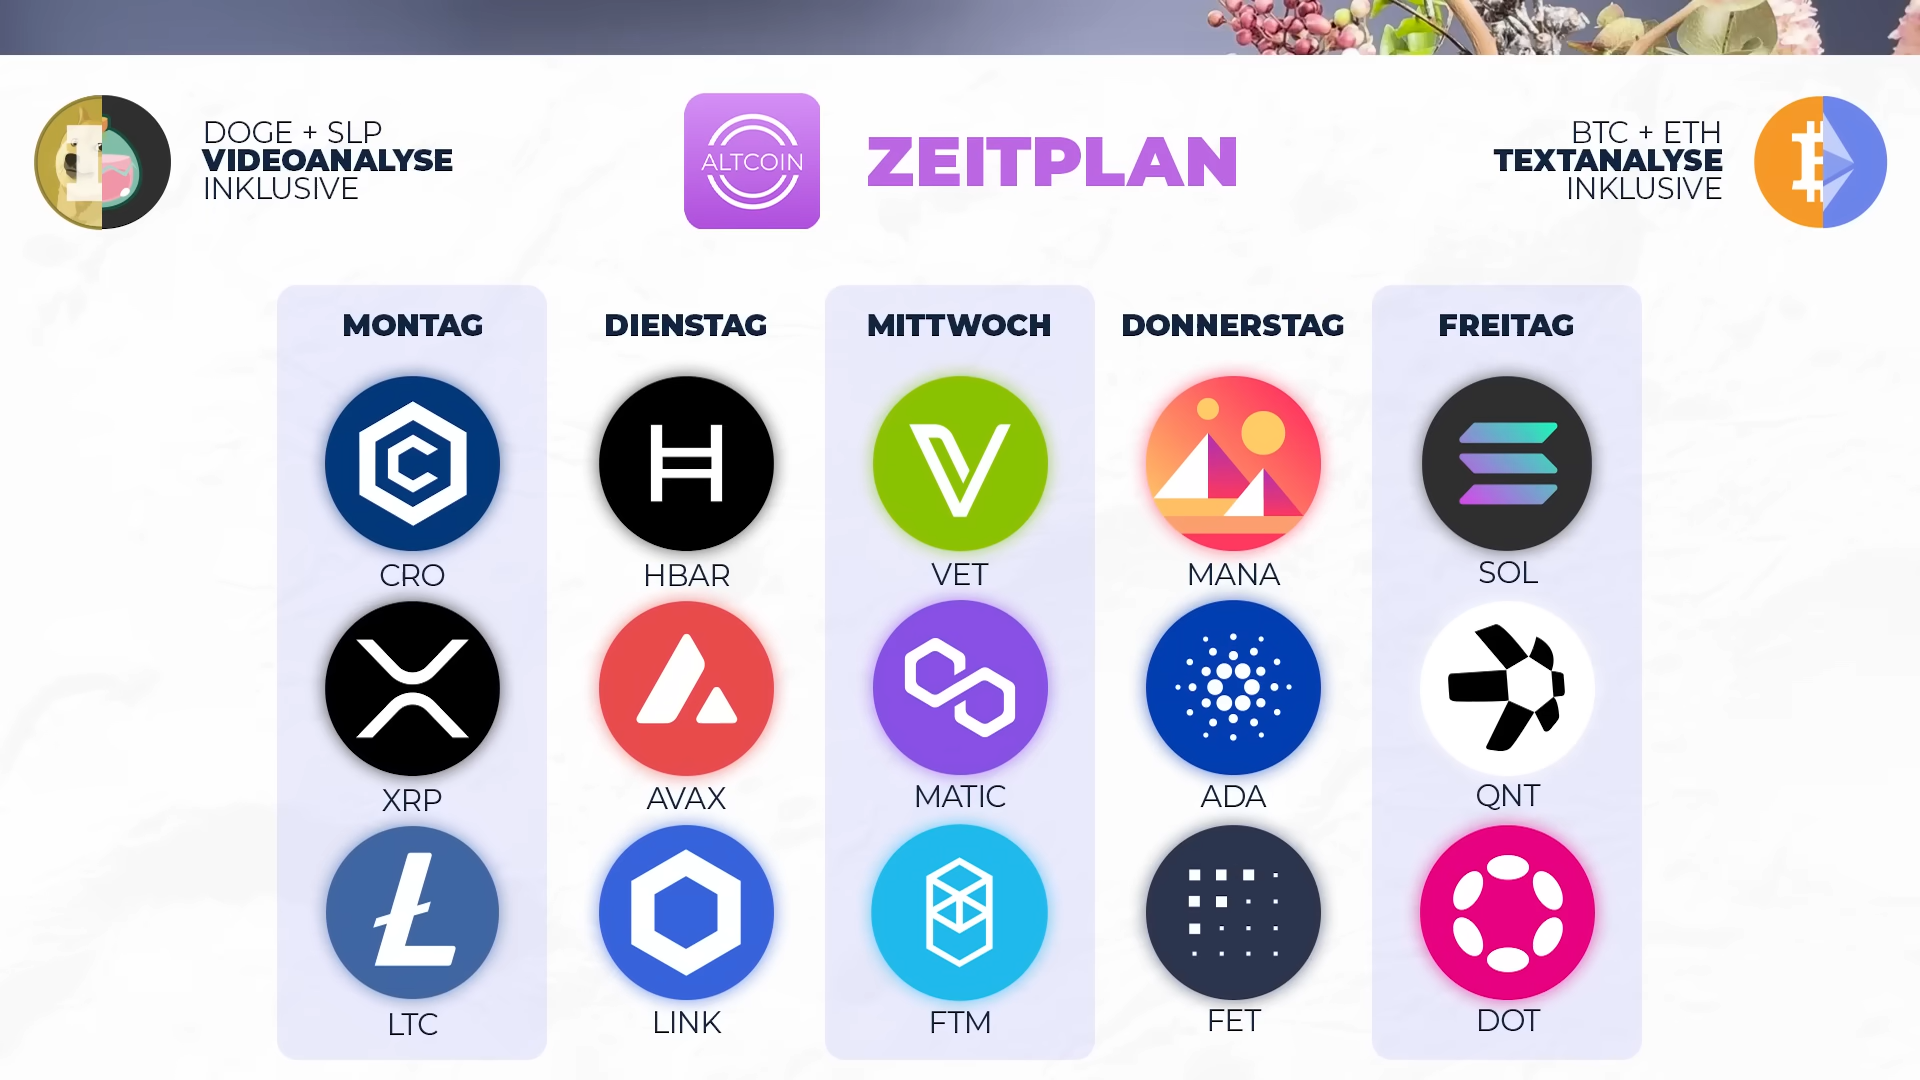 DOGE + SLP
VIDEOANALYSE
INKLUSIVE
ALTCOIN
ZEITPLAN
BTC + ETH
TEXTANALYSE
INKLUSIVE
MONTAG
CRO
XRP
LTC
DIENSTAG
HBAR
AVAX
LINK
MITTWOCH
VET
MATIC
FTM
DONNERSTAG
MANA
ADA
FET
FREITAG
SOL
QNT
DOT